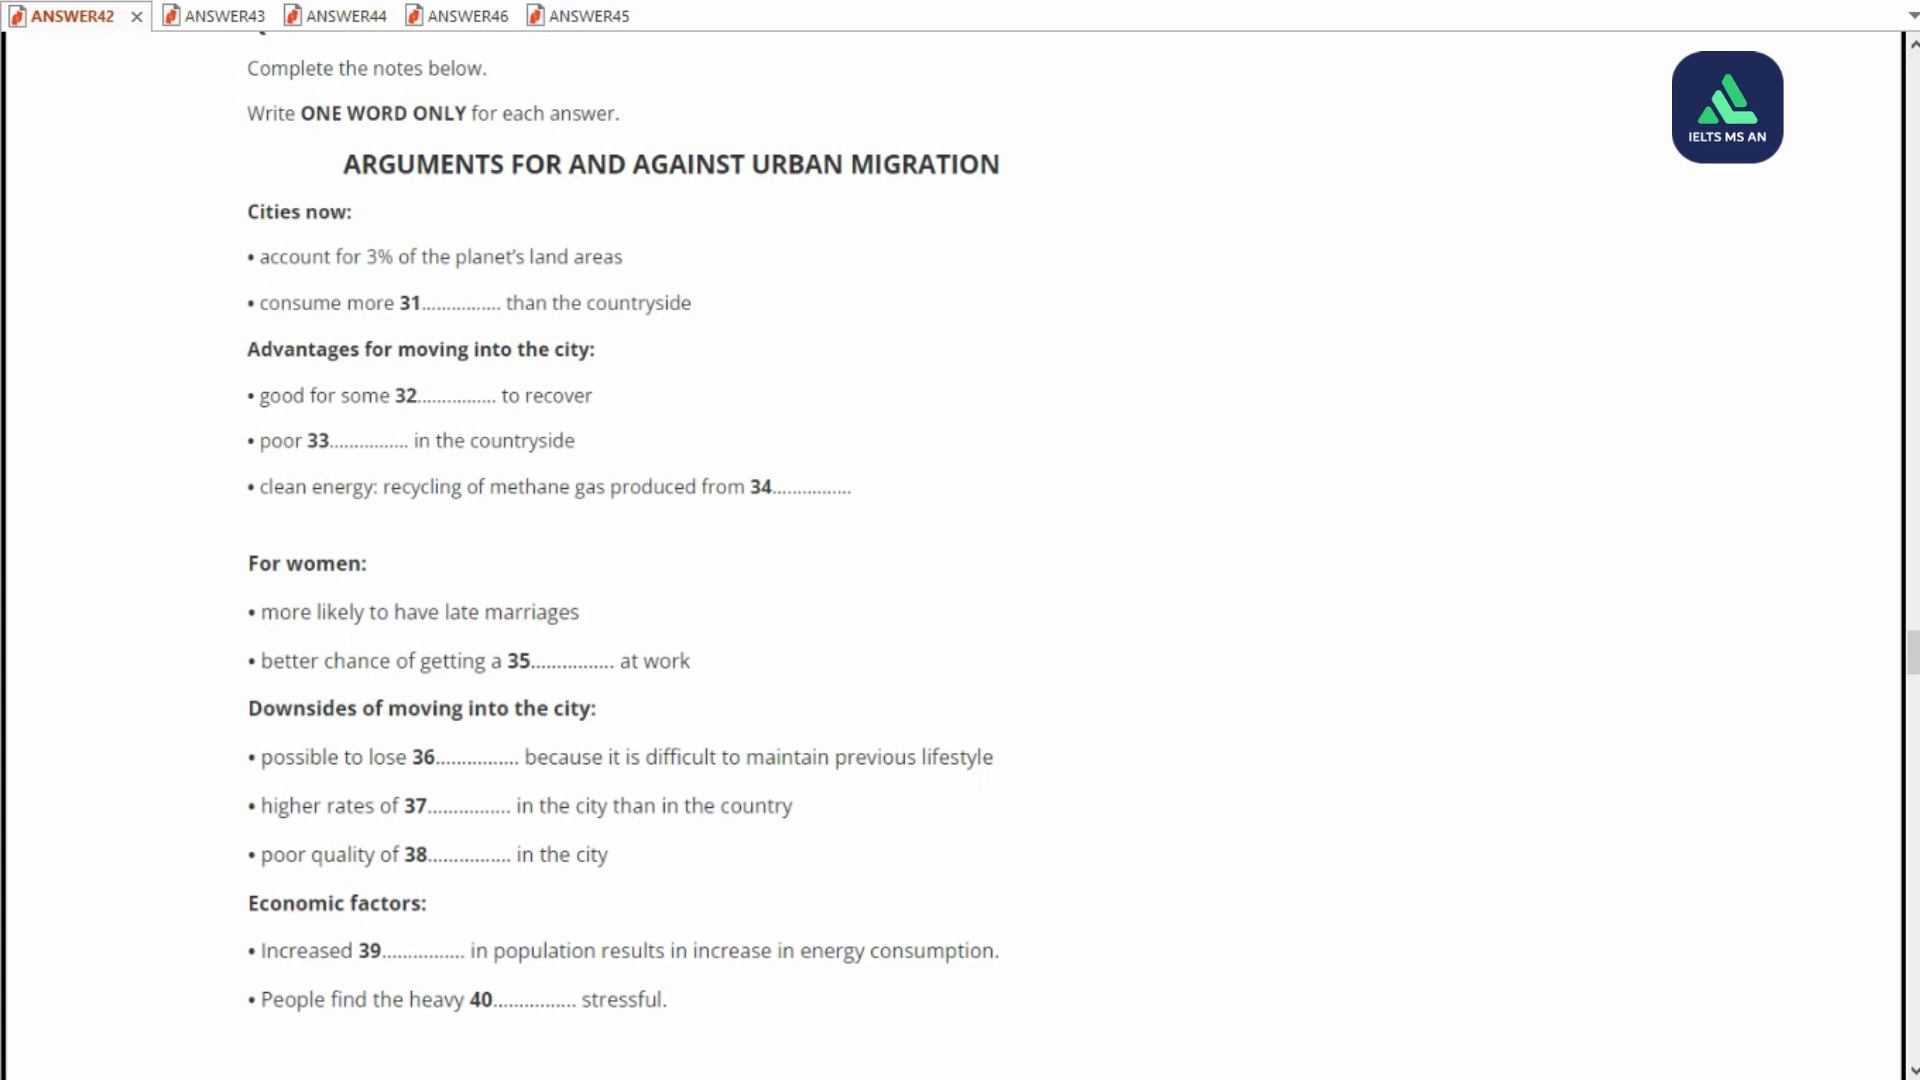 ANSWER42 ANSWER43 ANSWER44 ANSWER46 ANSWER45
Complete the notes below.
IELTS MS AN
Write ONE WORD ONLY for each answer.
ARGUMENTS FOR AND AGAINST URBAN MIGRATION
Cities now:
• account for 3% of the planet's land areas
• consume more 31................ than the countryside
Advantages for moving into the city:
• good for some 32................ to recover
• poor 33................ in the countryside
• clean energy: recycling of methane gas produced from 34................
For women:
• more likely to have late marriages
• better chance of getting a 35................ at work
Downsides of moving into the city:
• possible to lose 36................ because it is difficult to maintain previous lifestyle
• higher rates of 37................ in the city than in the country
• poor quality of 38................ in the city
Economic factors:
• Increased 39................ in population results in increase in energy consumption.
• People find the heavy 40................ stressful.